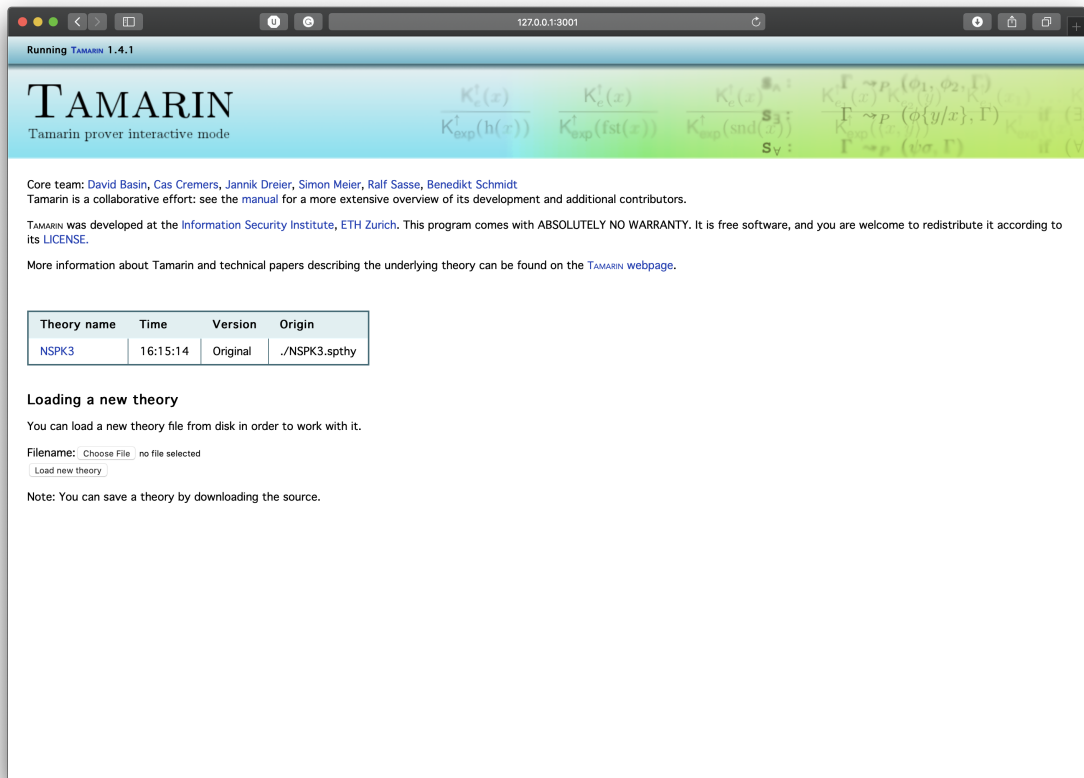 127.0.0.1:3001
Running TAMARIN 1.4.1
TAMARIN
Tamarin prover interactive mode
Core team: David Basin, Cas Cremers, Jannik Dreier, Simon Meier, Ralf Sasse, Benedikt Schmidt
Tamarin is a collaborative effort: see the manual for a more extensive overview of its development and additional contributors.
TAMARIN was developed at the Information Security Institute, ETH Zurich. This program comes with ABSOLUTELY NO WARRANTY. It is free software, and you are welcome to redistribute it according to
its LICENSE.
More information about Tamarin and technical papers describing the underlying theory can be found on the TAMARIN webpage.
Theory name Time Version Origin
NSPK3 16:15:14 Original ./NSPK3.spthy
Loading a new theory
You can load a new theory file from disk in order to work with it.
Filename: Choose File no file selected
Load new theory
Note: You can save a theory by downloading the source.